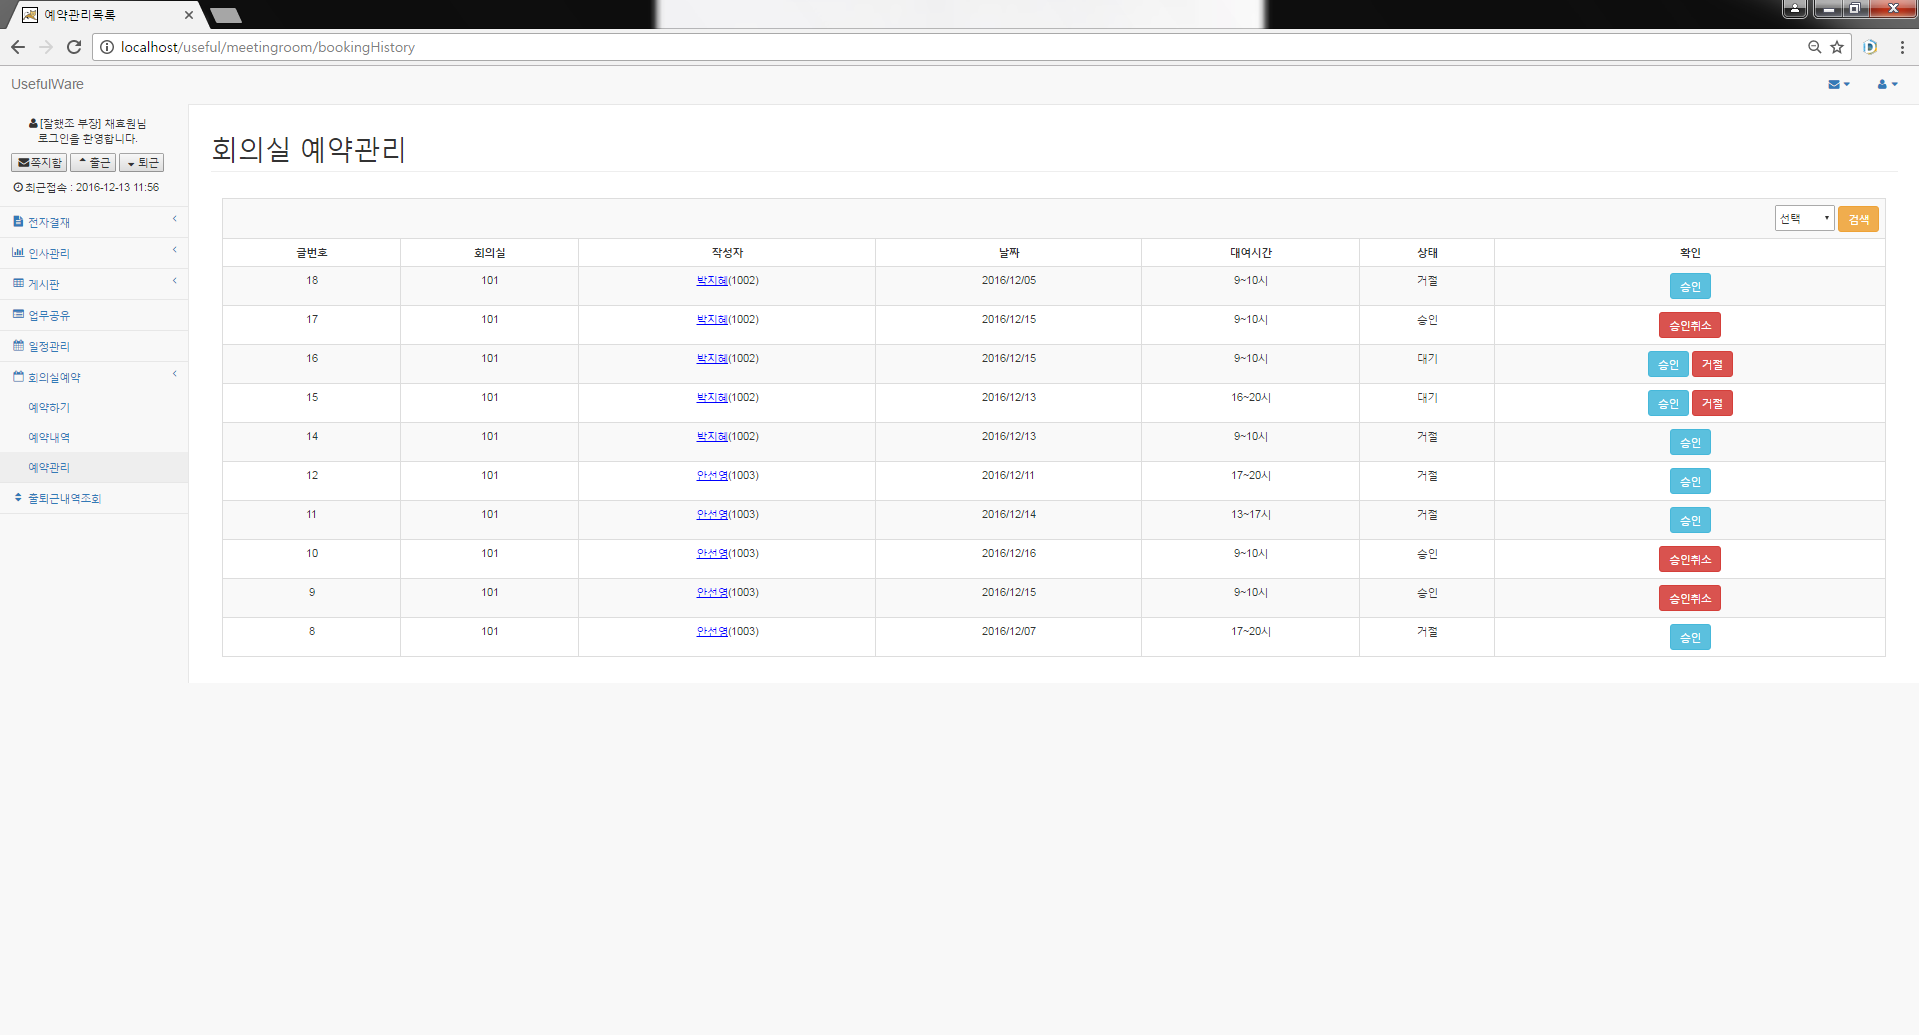 예약관리목록
localhost/useful/meetingroom/bookingHistory
UsefulWare
[잘했조 부장] 채효원님
로그인을 환영합니다.
쪽지함 출근 퇴근
최근접속 : 2016-12-13 11:56
전자결재
인사관리
게시판
업무공유
일정관리
회의실예약
예약하기
예약내역
예약관리
출퇴근내역조회
회의실 예약관리
선택 검색
글번호 회의실 작성자 날짜 대여시간 상태 확인
18 101 박지혜(1002) 2016/12/05 9~10시 거절 승인
17 101 박지혜(1002) 2016/12/15 9~10시 승인 승인취소
16 101 박지혜(1002) 2016/12/15 9~10시 대기 승인 거절
15 101 박지혜(1002) 2016/12/13 16~20시 대기 승인 거절
14 101 박지혜(1002) 2016/12/13 9~10시 거절 승인
12 101 안선영(1003) 2016/12/11 17~20시 거절 승인
11 101 안선영(1003) 2016/12/14 13~17시 거절 승인
10 101 안선영(1003) 2016/12/16 9~10시 승인 승인취소
9 101 안선영(1003) 2016/12/15 9~10시 승인 승인취소
8 101 안선영(1003) 2016/12/07 17~20시 거절 승인